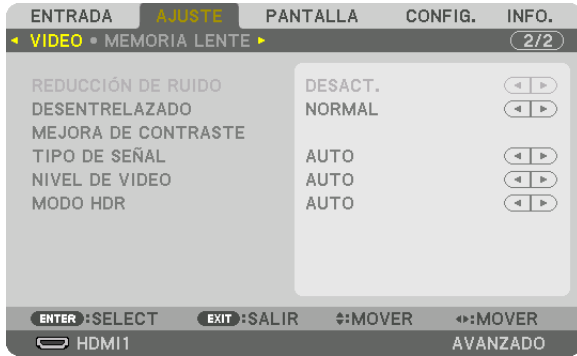 ENTRADA AJUSTE PANTALLA CONFIG. INFO.
VIDEO • MEMORIA LENTE 2/2
REDUCCIÓN DE RUIDO DESACT.
DESENTRELAZADO NORMAL
MEJORA DE CONTRASTE
TIPO DE SEÑAL AUTO
NIVEL DE VIDEO AUTO
MODO HDR AUTO
ENTER :SELECT EXIT :SALIR :MOVER :MOVER
HDMI1 AVANZADO